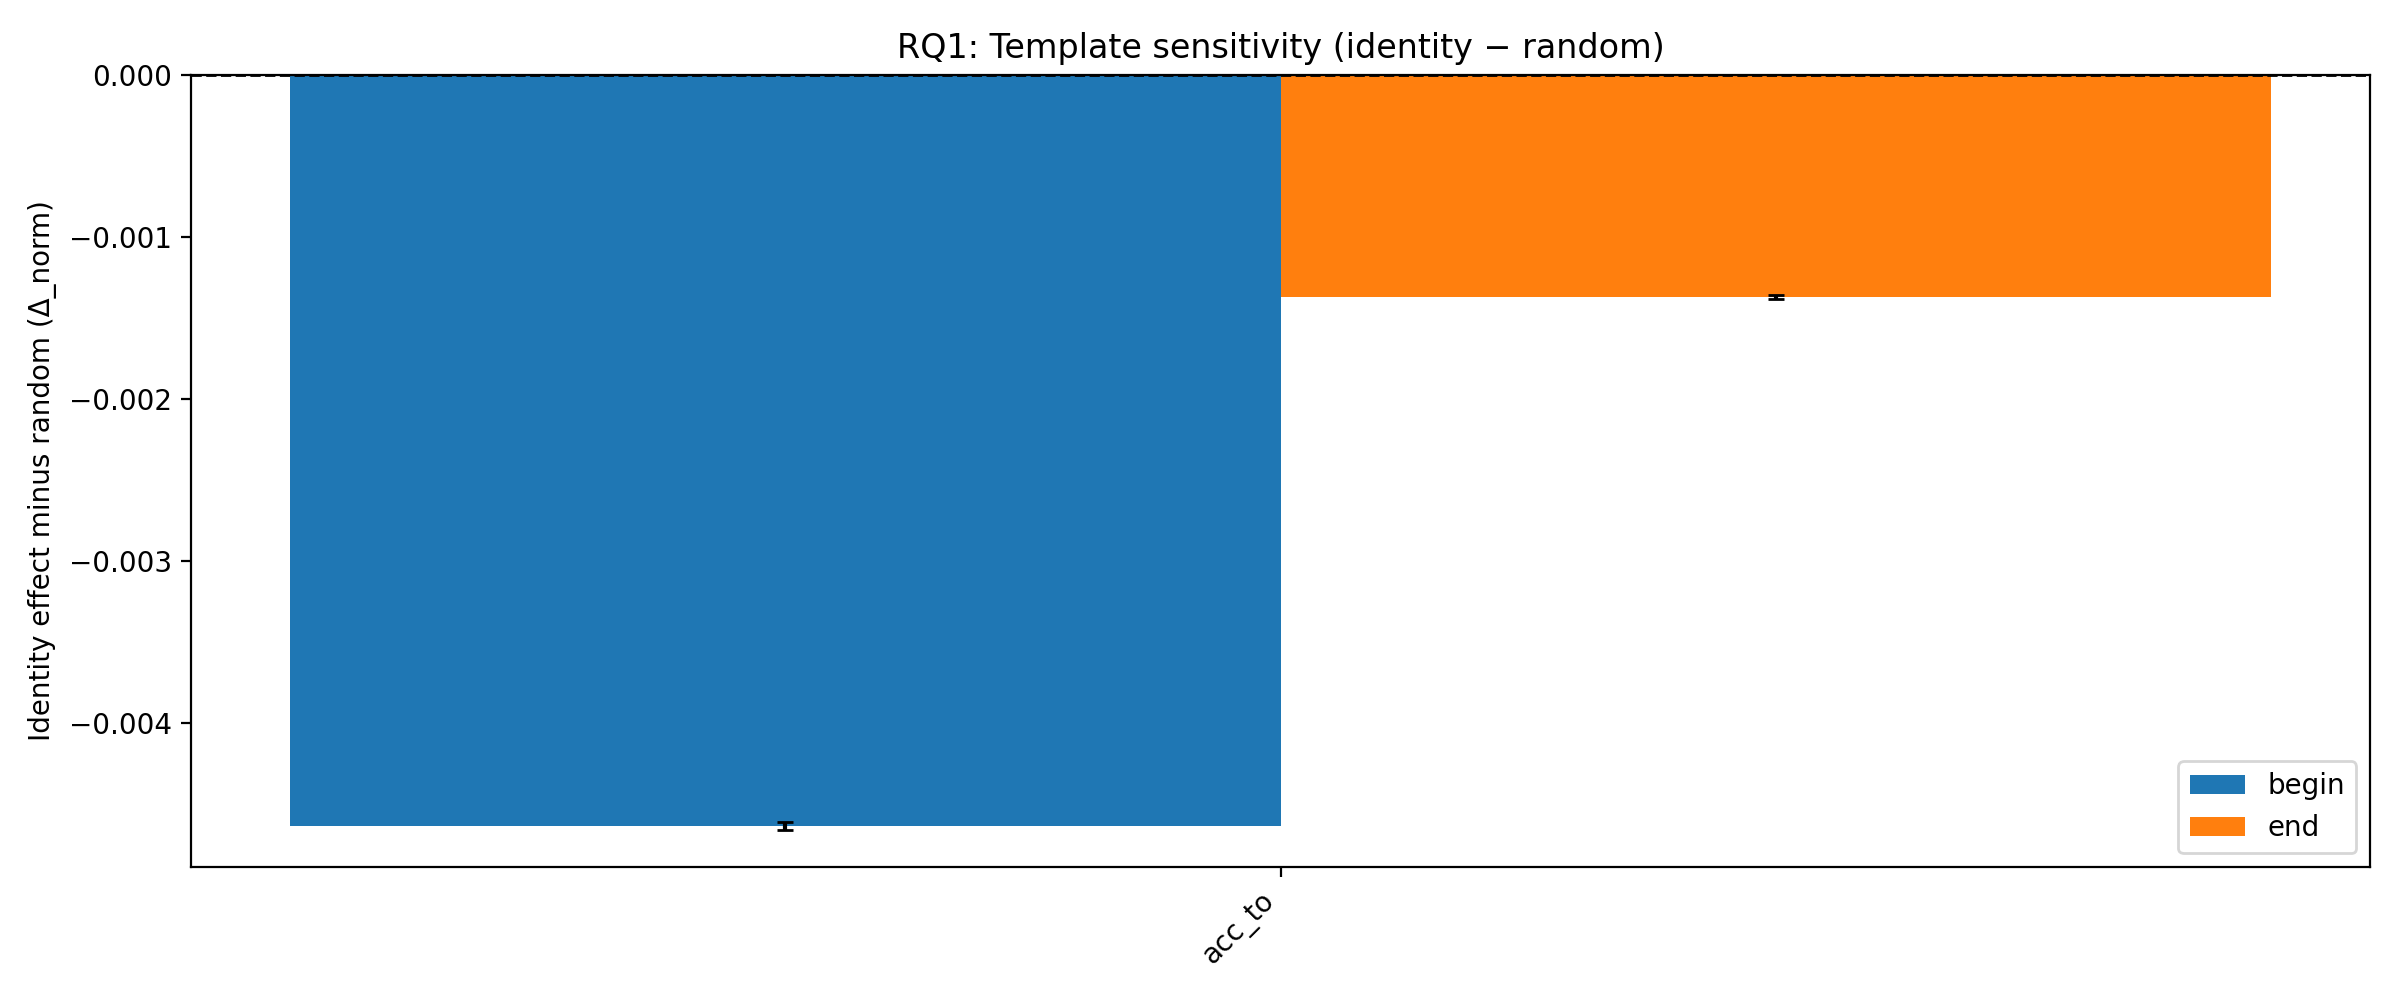 RQ1: Template sensitivity (identity − random)
Identity effect minus random (Δ_norm)
0.000
−0.001
−0.002
−0.003
−0.004
begin
end
acc_to